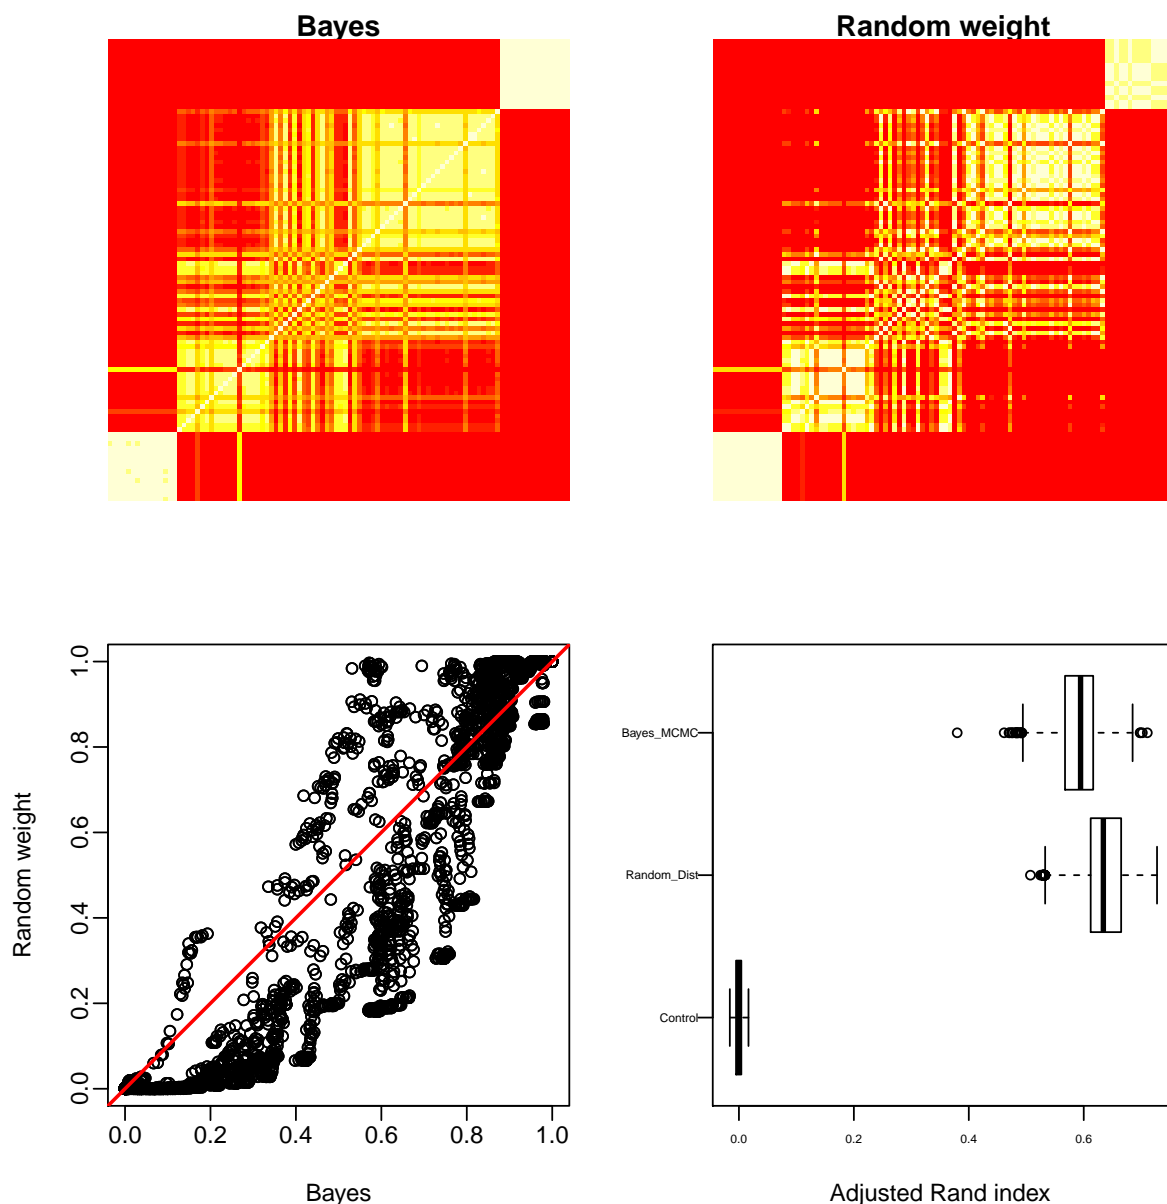 Bayes
Random weight
Random weight
1.0
0.8
0.6
0.4
0.2
0.0
0.0 0.2 0.4 0.6 0.8 1.0
Bayes
Bayes_MCMC
Random_Dist
Control
0.0 0.2 0.4 0.6
Adjusted Rand index